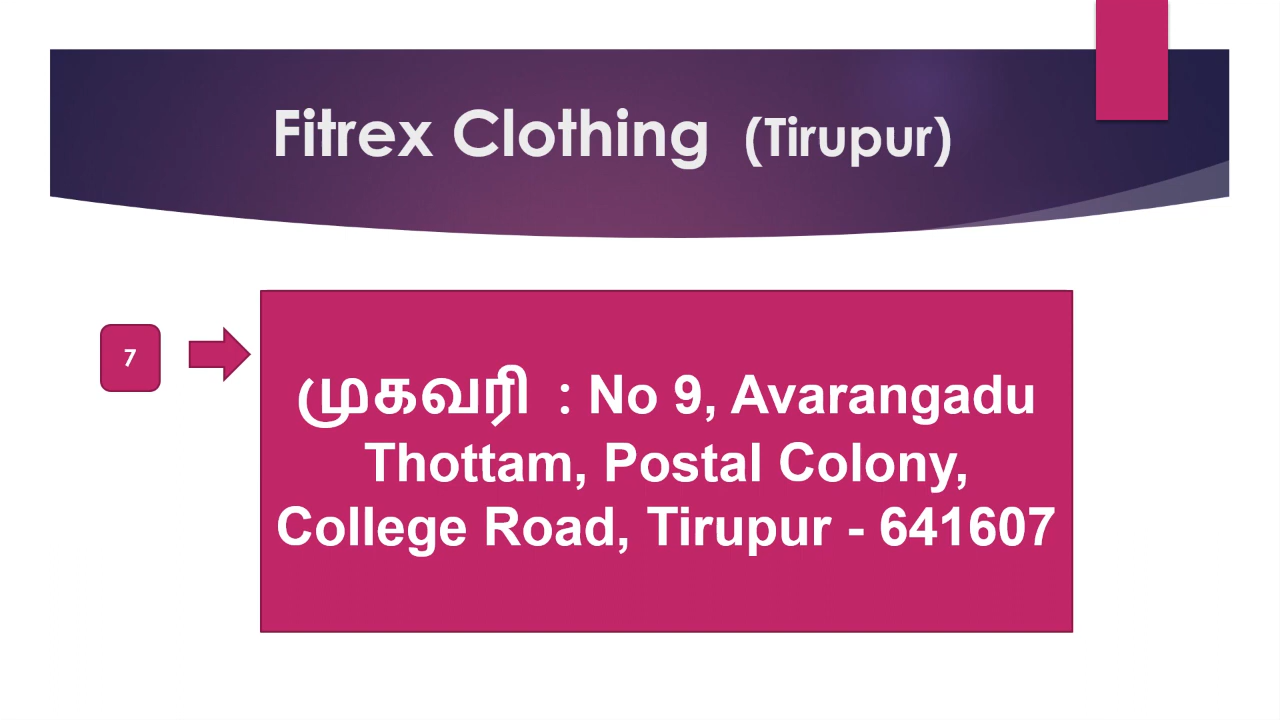 Fitrex Clothing (Tirupur)
7
முகவரி : No 9, Avarangadu
Thottam, Postal Colony,
College Road, Tirupur - 641607